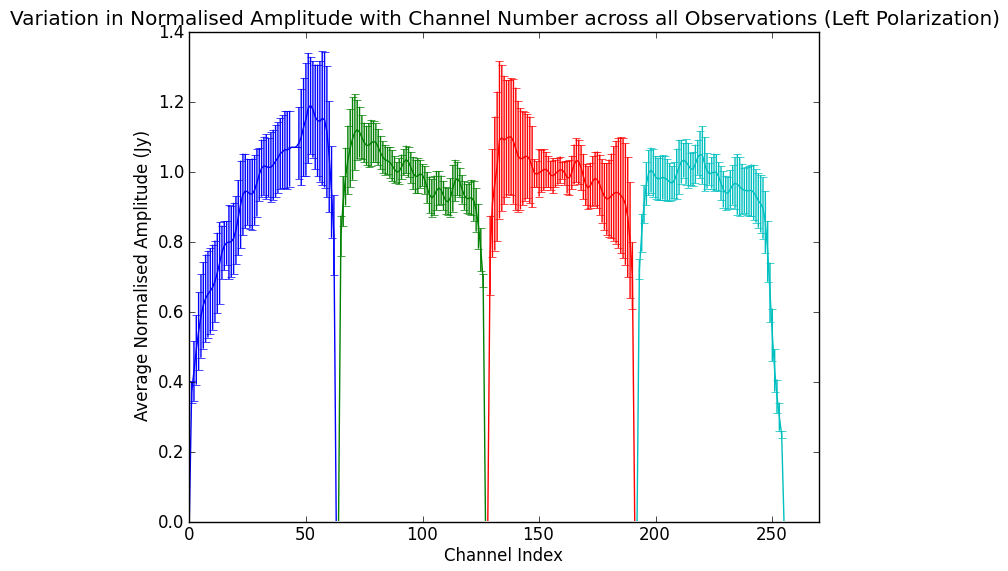 Variation in Normalised Amplitude with Channel Number across all Observations (Left Polarization)
1.4
1.2
1.0
0.8
0.6
0.4
0.2
0.0
Average Normalised Amplitude (Jy)
0 50 100 150 200 250
Channel Index